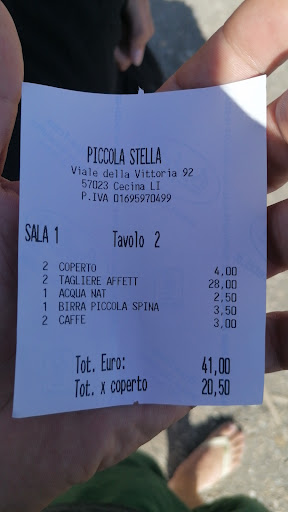 PICCOLA STELLA
Viale della Vittoria 92
57023 Cecina LI
P.IVA 01695970499
SALA 1 Tavolo 2
2 COPERTO 4,00
2 TAGLIERE AFFETT 28,00
1 ACQUA NAT 2,50
1 BIRRA PICCOLA SPINA 3,50
2 CAFFE 3,00
Tot. Euro: 41,00
Tot. x coperto 20,50